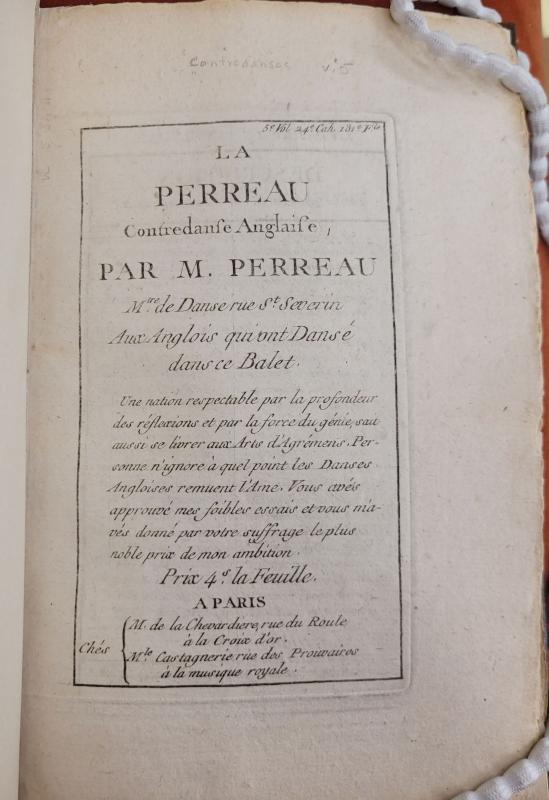 Contredanses v.5
5e Vol. 24e Cah. 131e Fle
LA
PERREAU
Contredanse Anglaise,
PAR M. PERREAU
Mtre de Danse rue St Severin
Aux Anglois qui ont Dansé
dans ce Balet.
Une nation respectable par la profondeur
des réflexions et par la force du génie, sait
aussi se livrer aux Arts d'Agrémens. Per-
sonne n'ignore à quel point les Danses
Angloises remuent L'Ame. Vous avés
approuvé mes foibles essais et vous m'a-
vés donné par votre suffrage le plus
noble prix de mon ambition.
Prix 4s. la Feuille.
A PARIS
Chés
M. de la Chevardiere, rue du Roule
à la Croix d'or.
Mlle Castagnerie rue des Prouvaires
à la musique royale.